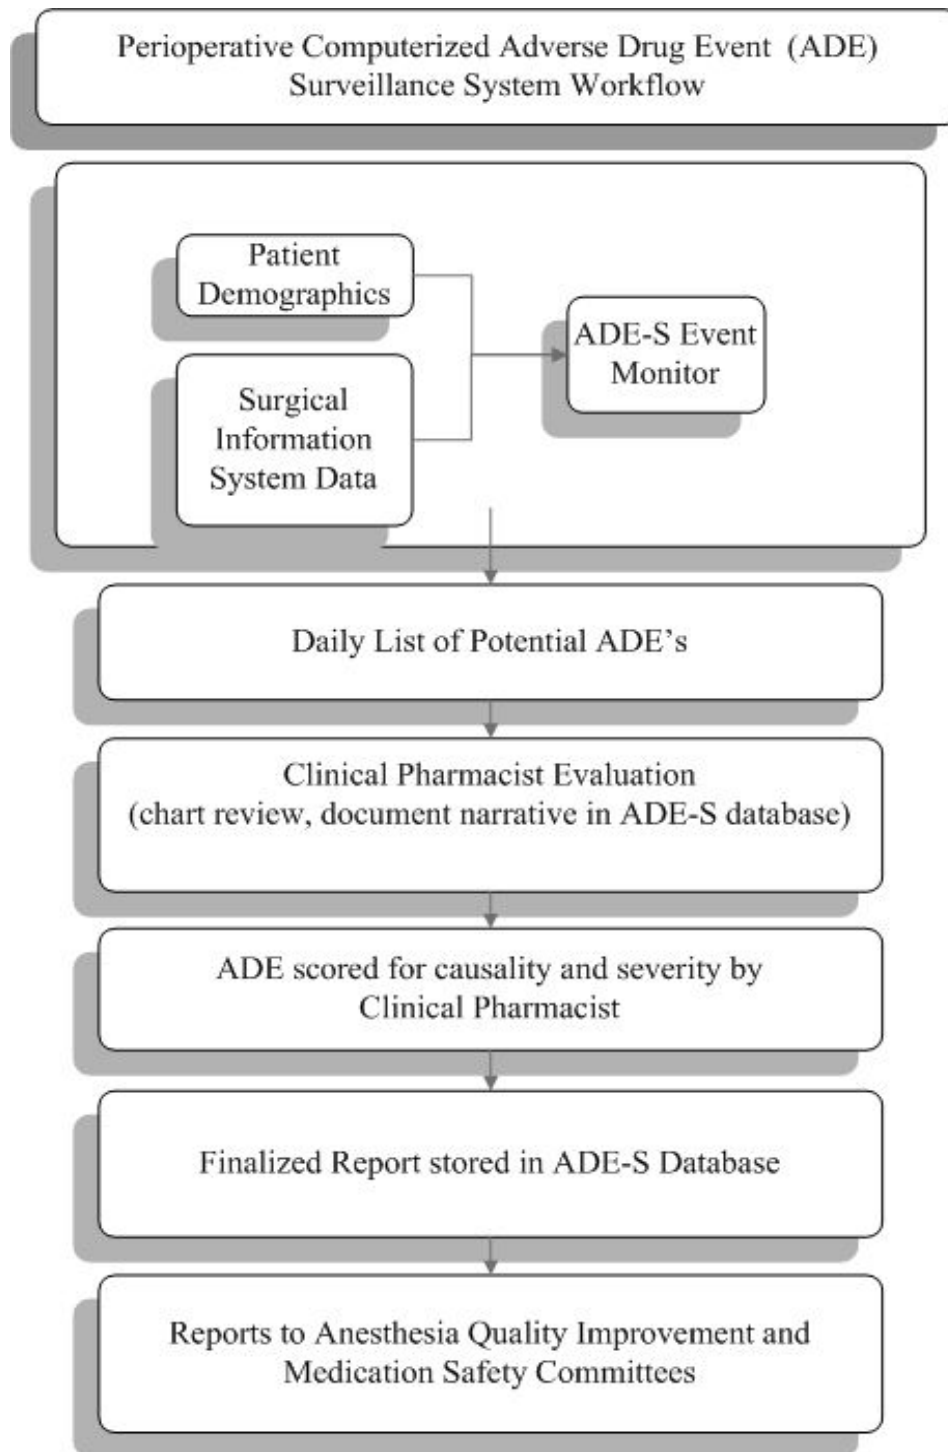 Perioperative Computerized Adverse Drug Event (ADE)
Surveillance System Workflow
Patient
Demographics
Surgical
Information
System Data
ADE-S Event
Monitor
Daily List of Potential ADE's
Clinical Pharmacist Evaluation
(chart review, document narrative in ADE-S database)
ADE scored for causality and severity by
Clinical Pharmacist
Finalized Report stored in ADE-S Database
Reports to Anesthesia Quality Improvement and
Medication Safety Committees